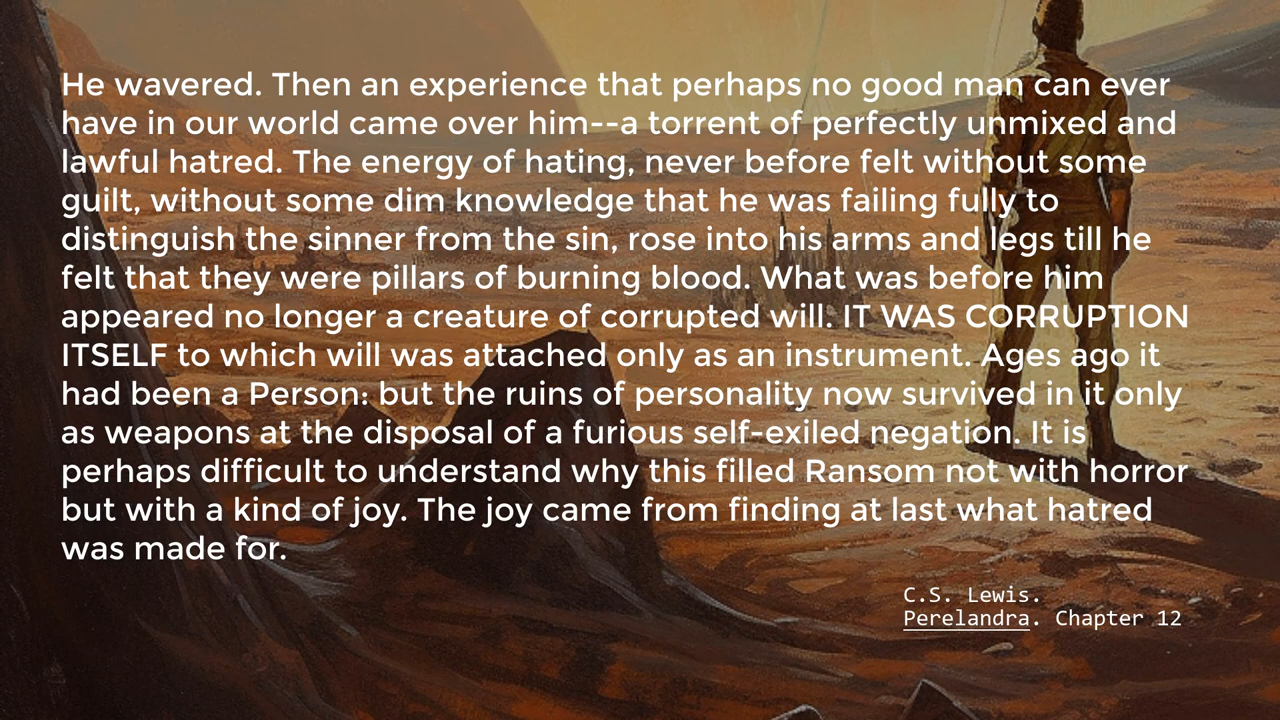 He wavered. Then an experience that perhaps no good man can ever
have in our world came over him--a torrent of perfectly unmixed and
lawful hatred. The energy of hating, never before felt without some
guilt, without some dim knowledge that he was failing fully to
distinguish the sinner from the sin, rose into his arms and legs till he
felt that they were pillars of burning blood. What was before him
appeared no longer a creature of corrupted will. IT WAS CORRUPTION
ITSELF to which will was attached only as an instrument. Ages ago it
had been a Person: but the ruins of personality now survived in it only
as weapons at the disposal of a furious self-exiled negation. It is
perhaps difficult to understand why this filled Ransom not with horror
but with a kind of joy. The joy came from finding at last what hatred
was made for.
C.S. Lewis.
Perelandra. Chapter 12